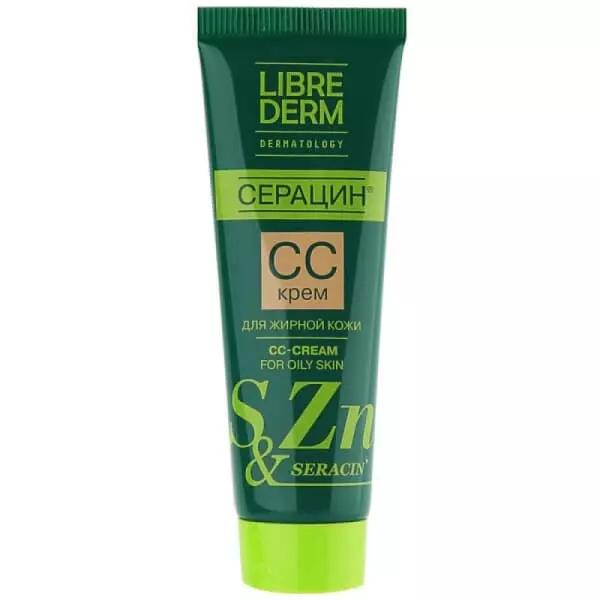 LIBRE
DERM
DERMATOLOGY
СЕРАЦИН®
CC
крем
ДЛЯ ЖИРНОЙ КОЖИ
CC-CREAM
FOR OILY SKIN
S Zn
& SERACIN®